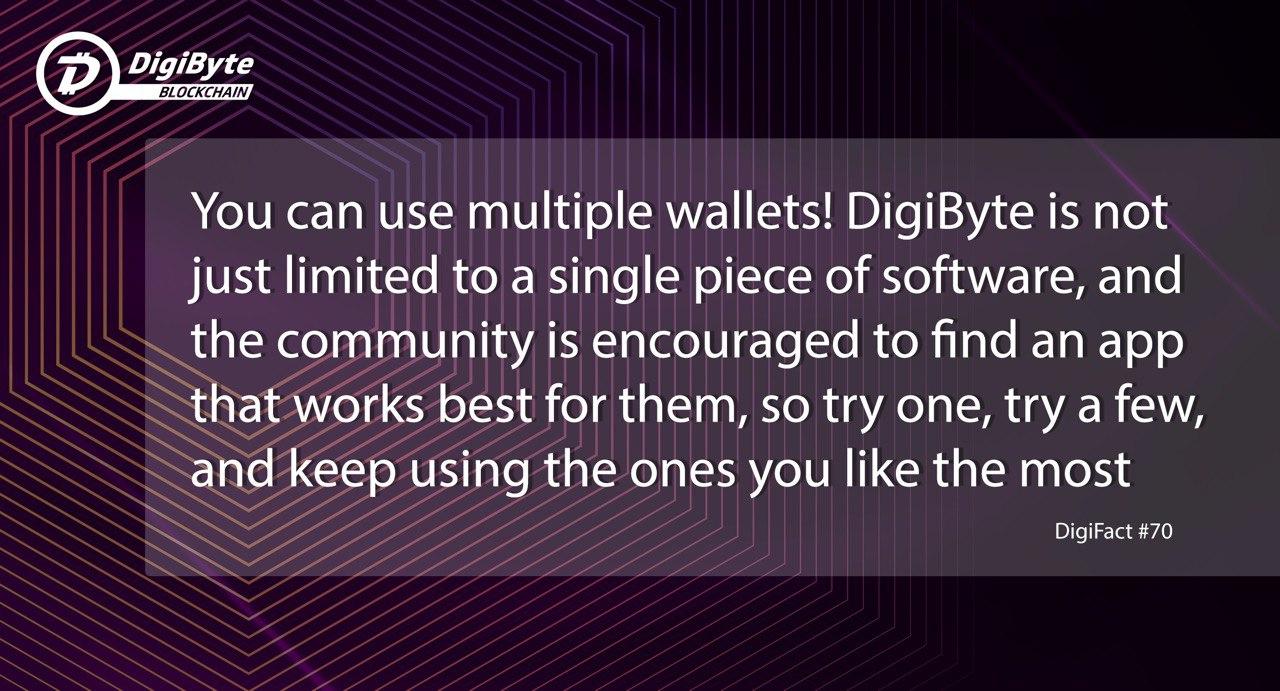 DigiByte
BLOCKCHAIN
You can use multiple wallets! DigiByte is not
just limited to a single piece of software, and
the community is encouraged to find an app
that works best for them, so try one, try a few,
and keep using the ones you like the most
DigiFact #70